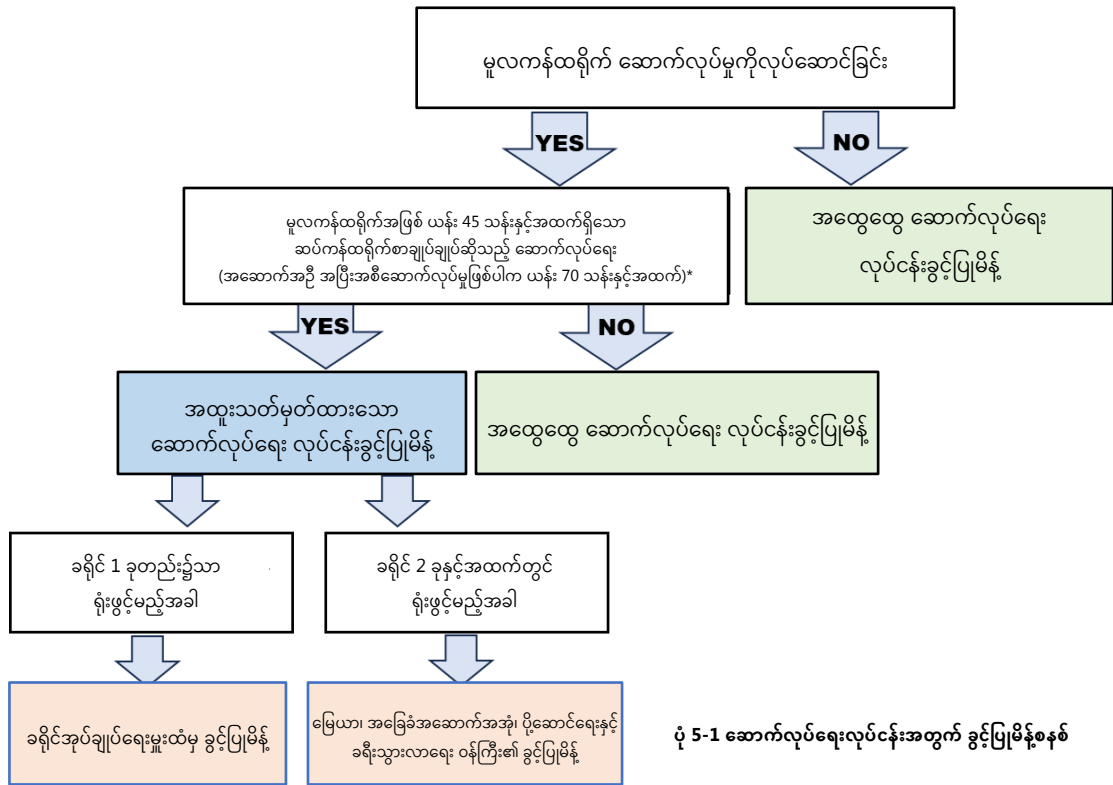 မူလကန်ထရိုက် ဆောက်လုပ်မှုကိုလုပ်ဆောင်ခြင်း
YES
NO
မူလကန်ထရိုက်အဖြစ် ယန်း 45 သန်းနှင့်အထက်ရှိသော
ဆပ်ကန်ထရိုက်စာချုပ်ချုပ်ဆိုသည့် ဆောက်လုပ်ရေး
(အဆောက်အဦ အပြီးအစီဆောက်လုပ်မှုဖြစ်ပါက ယန်း 70 သန်းနှင့်အထက်)*
အထွေထွေ ဆောက်လုပ်ရေး
လုပ်ငန်းခွင့်ပြုမိန့်
YES
NO
အထူးသတ်မှတ်ထားသော
ဆောက်လုပ်ရေး လုပ်ငန်းခွင့်ပြုမိန့်
အထွေထွေ ဆောက်လုပ်ရေး လုပ်ငန်းခွင့်ပြုမိန့်
ခရိုင် 1 ခုတည်း၌သာ
ရုံးဖွင့်မည့်အခါ
ခရိုင် 2 ခုနှင့်အထက်တွင်
ရုံးဖွင့်မည့်အခါ
ခရိုင်အုပ်ချုပ်ရေးမှူးထံမှ ခွင့်ပြုမိန့်
မြေယာ၊ အခြေခံအဆောက်အအုံ၊ ပို့ဆောင်ရေးနှင့်
ခရီးသွားလာရေး ဝန်ကြီး၏ ခွင့်ပြုမိန့်
ပုံ 5-1 ဆောက်လုပ်ရေးလုပ်ငန်းအတွက် ခွင့်ပြုမိန့်စနစ်